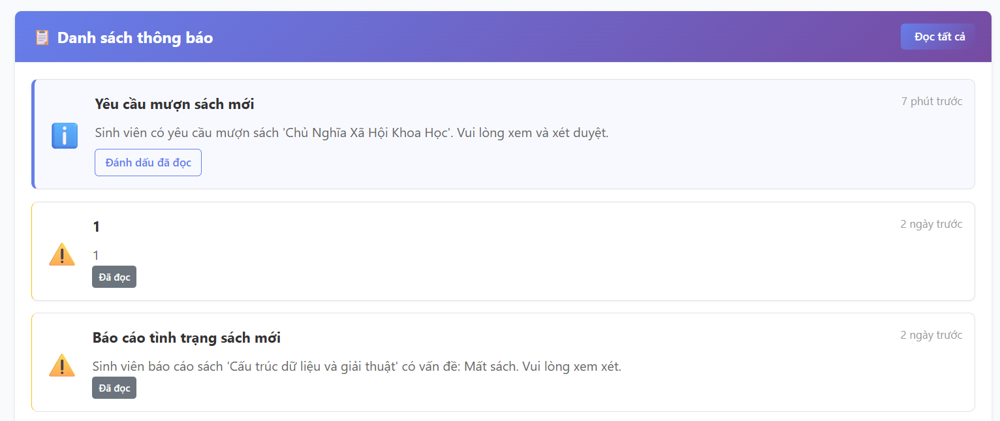 Danh sách thông báo
Đọc tất cả
Yêu cầu mượn sách mới
7 phút trước
Sinh viên có yêu cầu mượn sách 'Chủ Nghĩa Xã Hội Khoa Học'. Vui lòng xem và xét duyệt.
Đánh dấu đã đọc
1
2 ngày trước
1
Đã đọc
Báo cáo tình trạng sách mới
2 ngày trước
Sinh viên báo cáo sách 'Cấu trúc dữ liệu và giải thuật' có vấn đề: Mất sách. Vui lòng xem xét.
Đã đọc